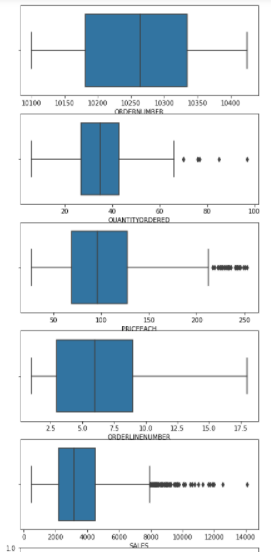 10100 10150 10200 10250 10300 10350 10400
ORDERNUMBER
20 40 60 80 100
QUANTITYORDERED
50 100 150 200 250
PRICEEACH
2.5 5.0 7.5 10.0 12.5 15.0 17.5
ORDERLINENUMBER
0 2000 4000 6000 8000 10000 12000 14000
SALES
1.0